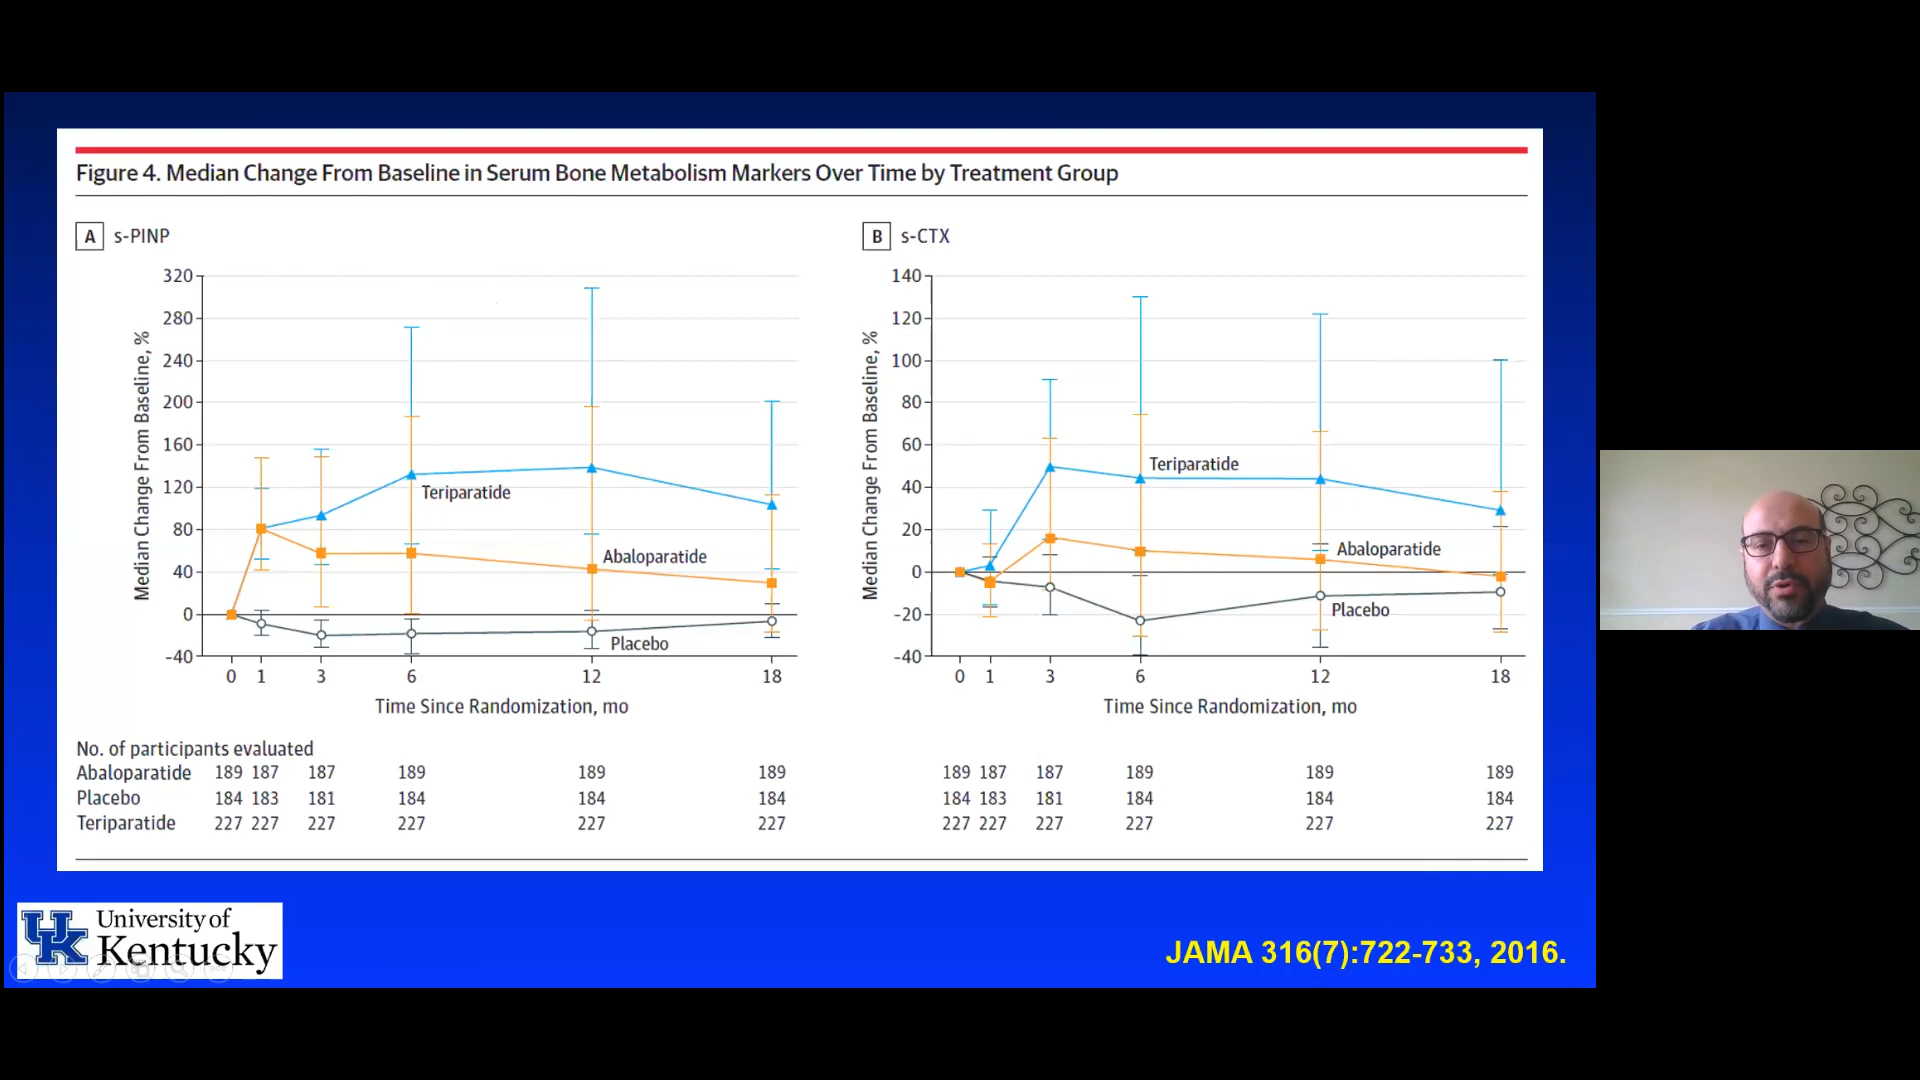 Figure 4. Median Change From Baseline in Serum Bone Metabolism Markers Over Time by Treatment Group
A s-PINP
320
280
240
200
160
120
80
40
0
-40
Median Change From Baseline, %
Teriparatide
Abaloparatide
Placebo
0 1 3 6 12 18
Time Since Randomization, mo
B s-CTX
140
120
100
80
60
40
20
0
-20
-40
Median Change From Baseline, %
Teriparatide
Abaloparatide
Placebo
0 1 3 6 12 18
Time Since Randomization, mo
No. of participants evaluated
Abaloparatide 189 187 187 189 189 189 189 187 187 189 189 189
Placebo 184 183 181 184 184 184 184 183 181 184 184 184
Teriparatide 227 227 227 227 227 227 227 227 227 227 227 227
UK University of
Kentucky
JAMA 316(7):722-733, 2016.